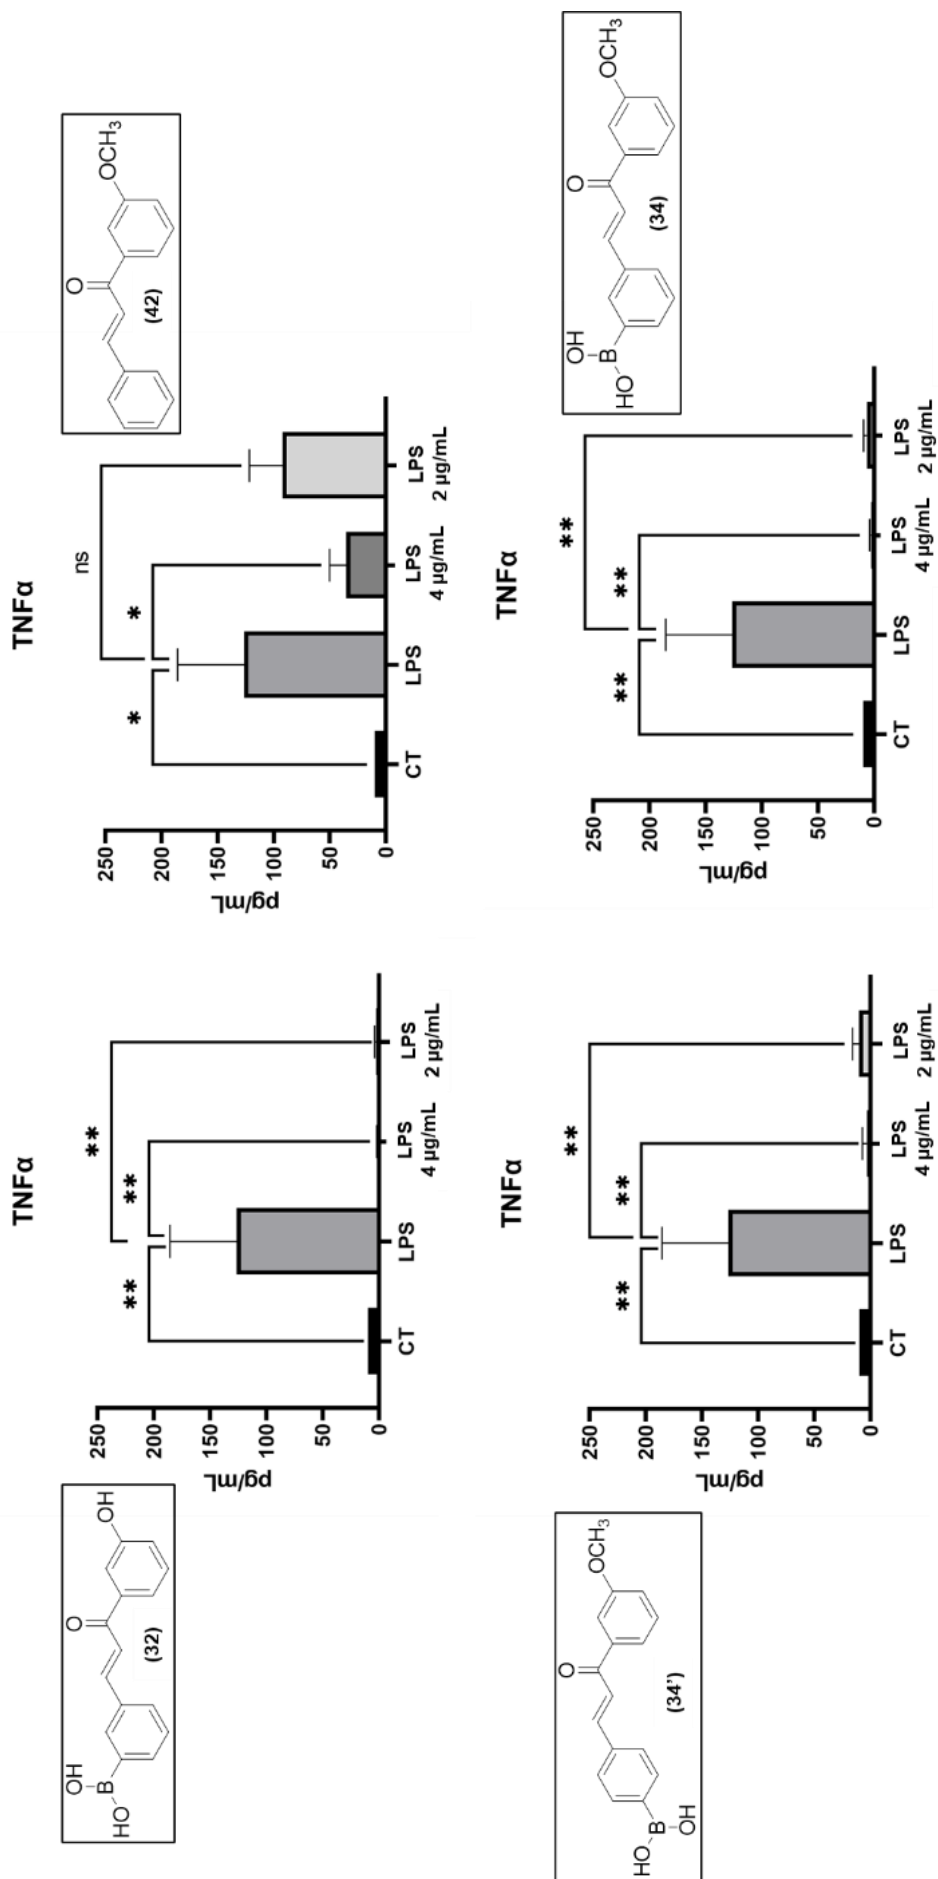 OH
B
HO
O
OH
(32)
TNFα
**
**
**
250
200
150
100
50
0
pg/mL
CT
LPS
LPS
4 µg/mL
LPS
2 µg/mL
TNFα
ns
*
*
250
200
150
100
50
0
pg/mL
CT
LPS
LPS
4 µg/mL
LPS
2 µg/mL
O
OCH3
(42)
HO
B
OH
O
OCH3
(34')
TNFα
**
**
**
250
200
150
100
50
0
pg/mL
CT
LPS
LPS
4 µg/mL
LPS
2 µg/mL
TNFα
**
**
**
250
200
150
100
50
0
pg/mL
CT
LPS
LPS
4 µg/mL
LPS
2 µg/mL
OH
B
HO
O
OCH3
(34)